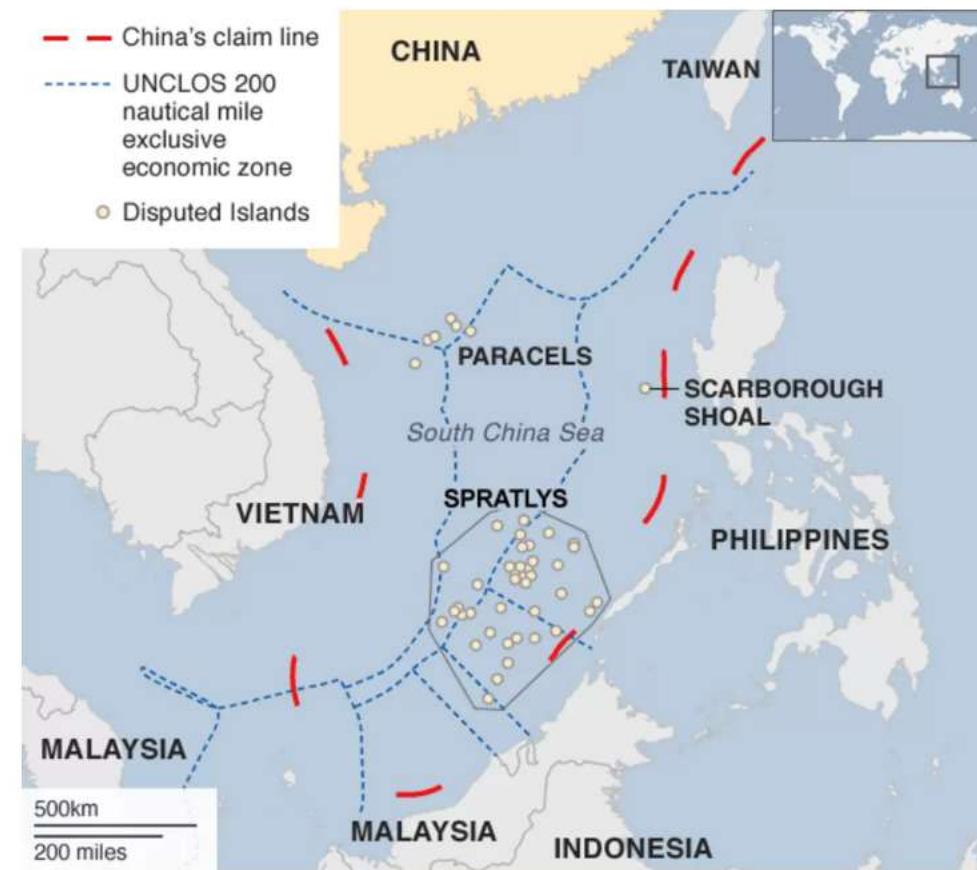 China's claim line
UNCLOS 200
nautical mile
exclusive
economic zone
Disputed Islands
CHINA
TAIWAN
PARACELS
SCARBOROUGH
SHOAL
South China Sea
SPRATLYS
VIETNAM
PHILIPPINES
MALAYSIA
500km
200 miles
MALAYSIA
INDONESIA